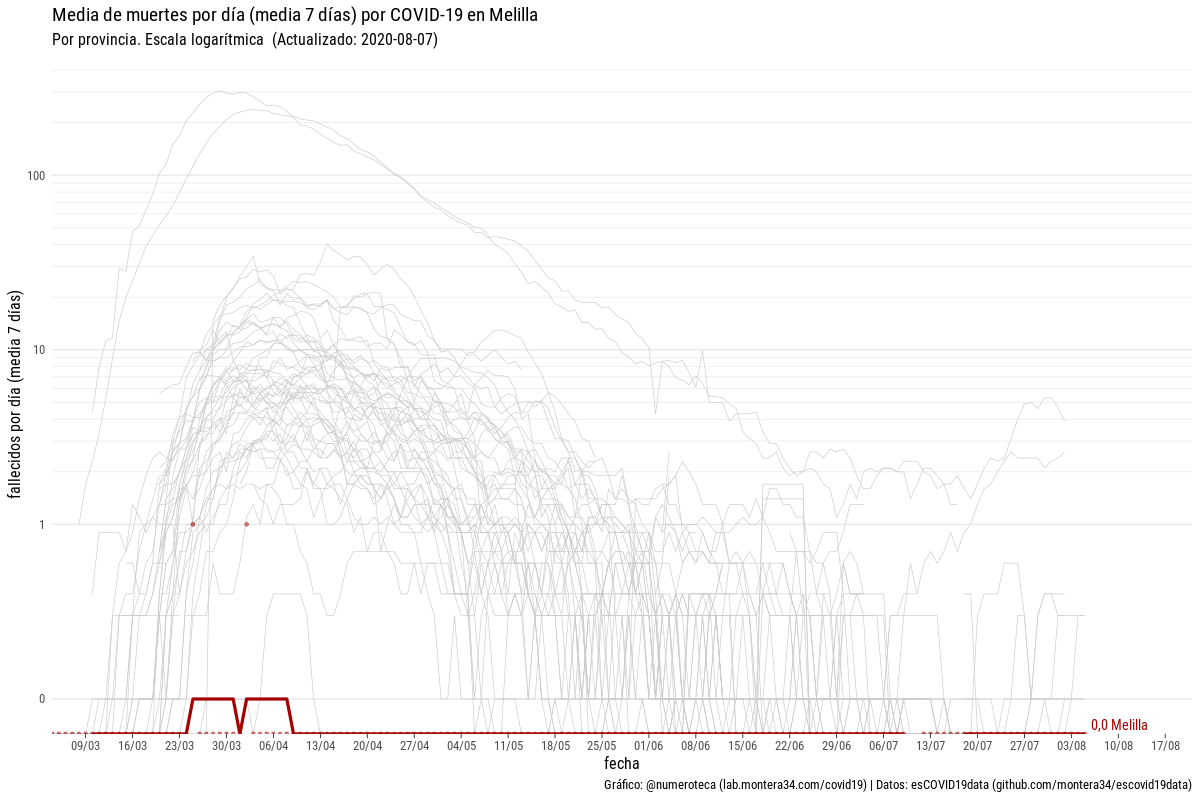 Media de muertes por día (media 7 días) por COVID-19 en Melilla
Por provincia. Escala logarítmica  (Actualizado: 2020-08-07)
fallecidos por día (media 7 días)
100
10
1
0
0,0 Melilla
09/03 16/03 23/03 30/03 06/04 13/04 20/04 27/04 04/05 11/05 18/05 25/05 01/06 08/06 15/06 22/06 29/06 06/07 13/07 20/07 27/07 03/08 10/08 17/08
fecha
Gráfico: @numeroteca (lab.montera34.com/covid19) | Datos: esCOVID19data (github.com/montera34/escovid19data)